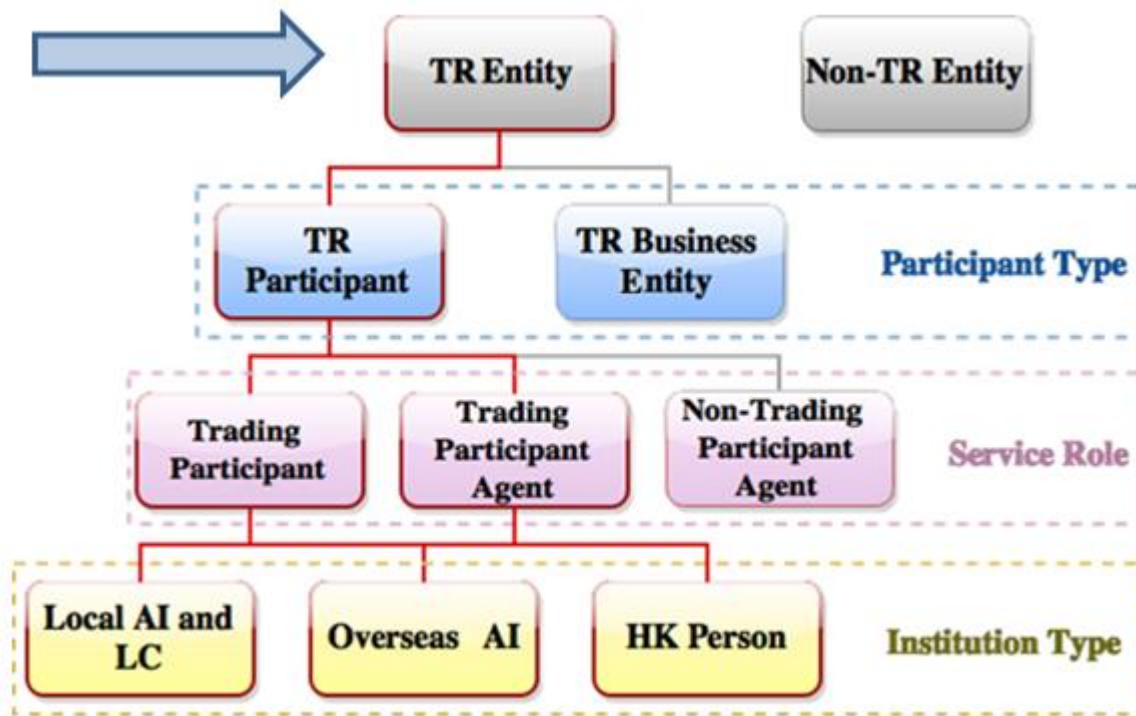 TR Entity
Non-TR Entity
TR
Participant
TR Business
Entity
Participant Type
Trading
Participant
Trading
Participant
Agent
Non-Trading
Participant
Agent
Service Role
Local AI and
LC
Overseas AI
HK Person
Institution Type